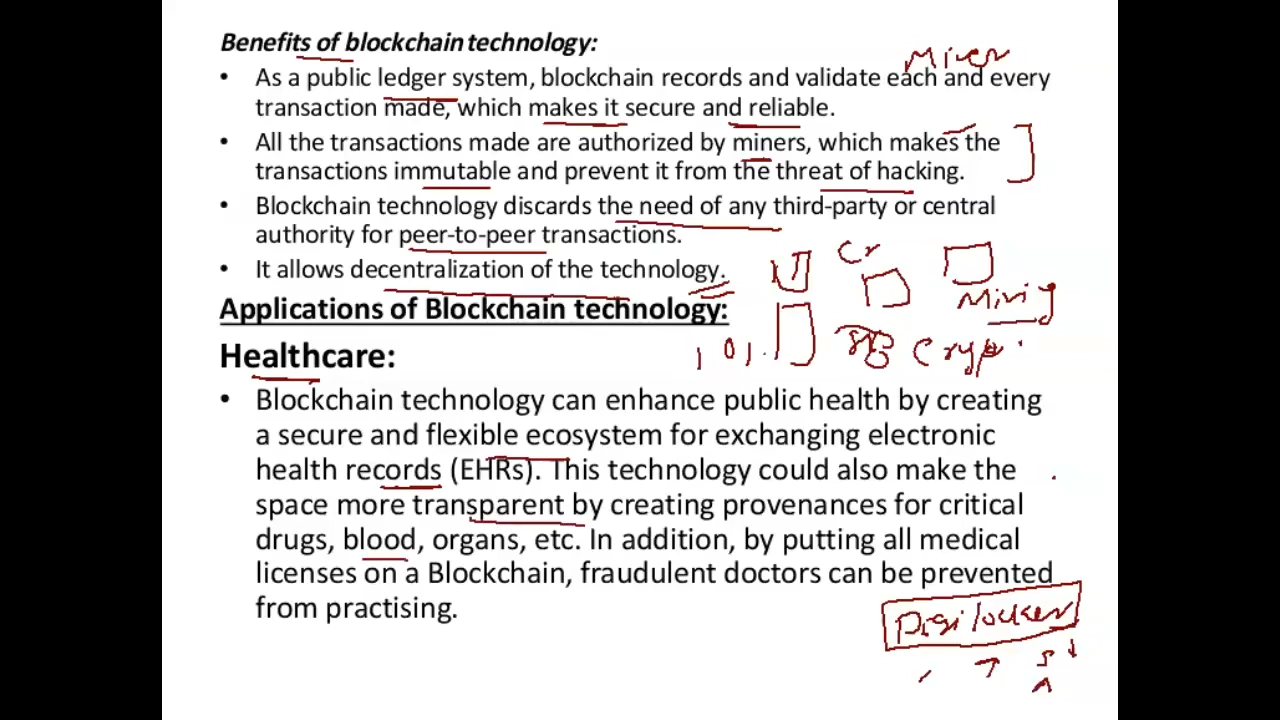 Benefits of blockchain technology:
Miner
• As a public ledger system, blockchain records and validate each and every
transaction made, which makes it secure and reliable.
• All the transactions made are authorized by miners, which makes the
transactions immutable and prevent it from the threat of hacking.
• Blockchain technology discards the need of any third-party or central
authority for peer-to-peer transactions.
Cr
• It allows decentralization of the technology.
Applications of Blockchain technology:
Healthcare:
1 0 1
• Blockchain technology can enhance public health by creating
a secure and flexible ecosystem for exchanging electronic
health records (EHRs). This technology could also make the
space more transparent by creating provenances for critical
drugs, blood, organs, etc. In addition, by putting all medical
licenses on a Blockchain, fraudulent doctors can be prevented
from practising.
Digilocker